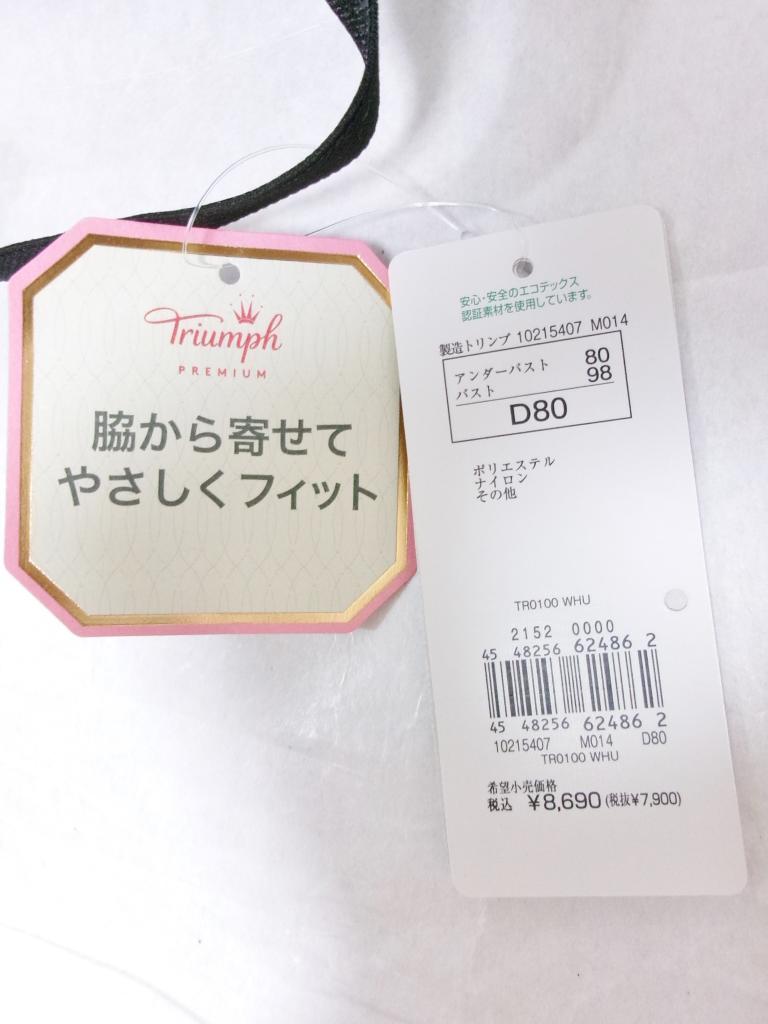 Triumph
PREMIUM
脇から寄せて
やさしくフィット
安心・安全のエコテックス
認証素材を使用しています。
製造トリンプ 10215407 M014
アンダーバスト 80
バスト 98
D80
ポリエステル
ナイロン
その他
TR0100 WHU
2152 0000
45 48256 62486 2
45 48256 62486 2
10215407 M014 D80
TR0100 WHU
希望小売価格
税込 ¥8,690(税抜¥7,900)